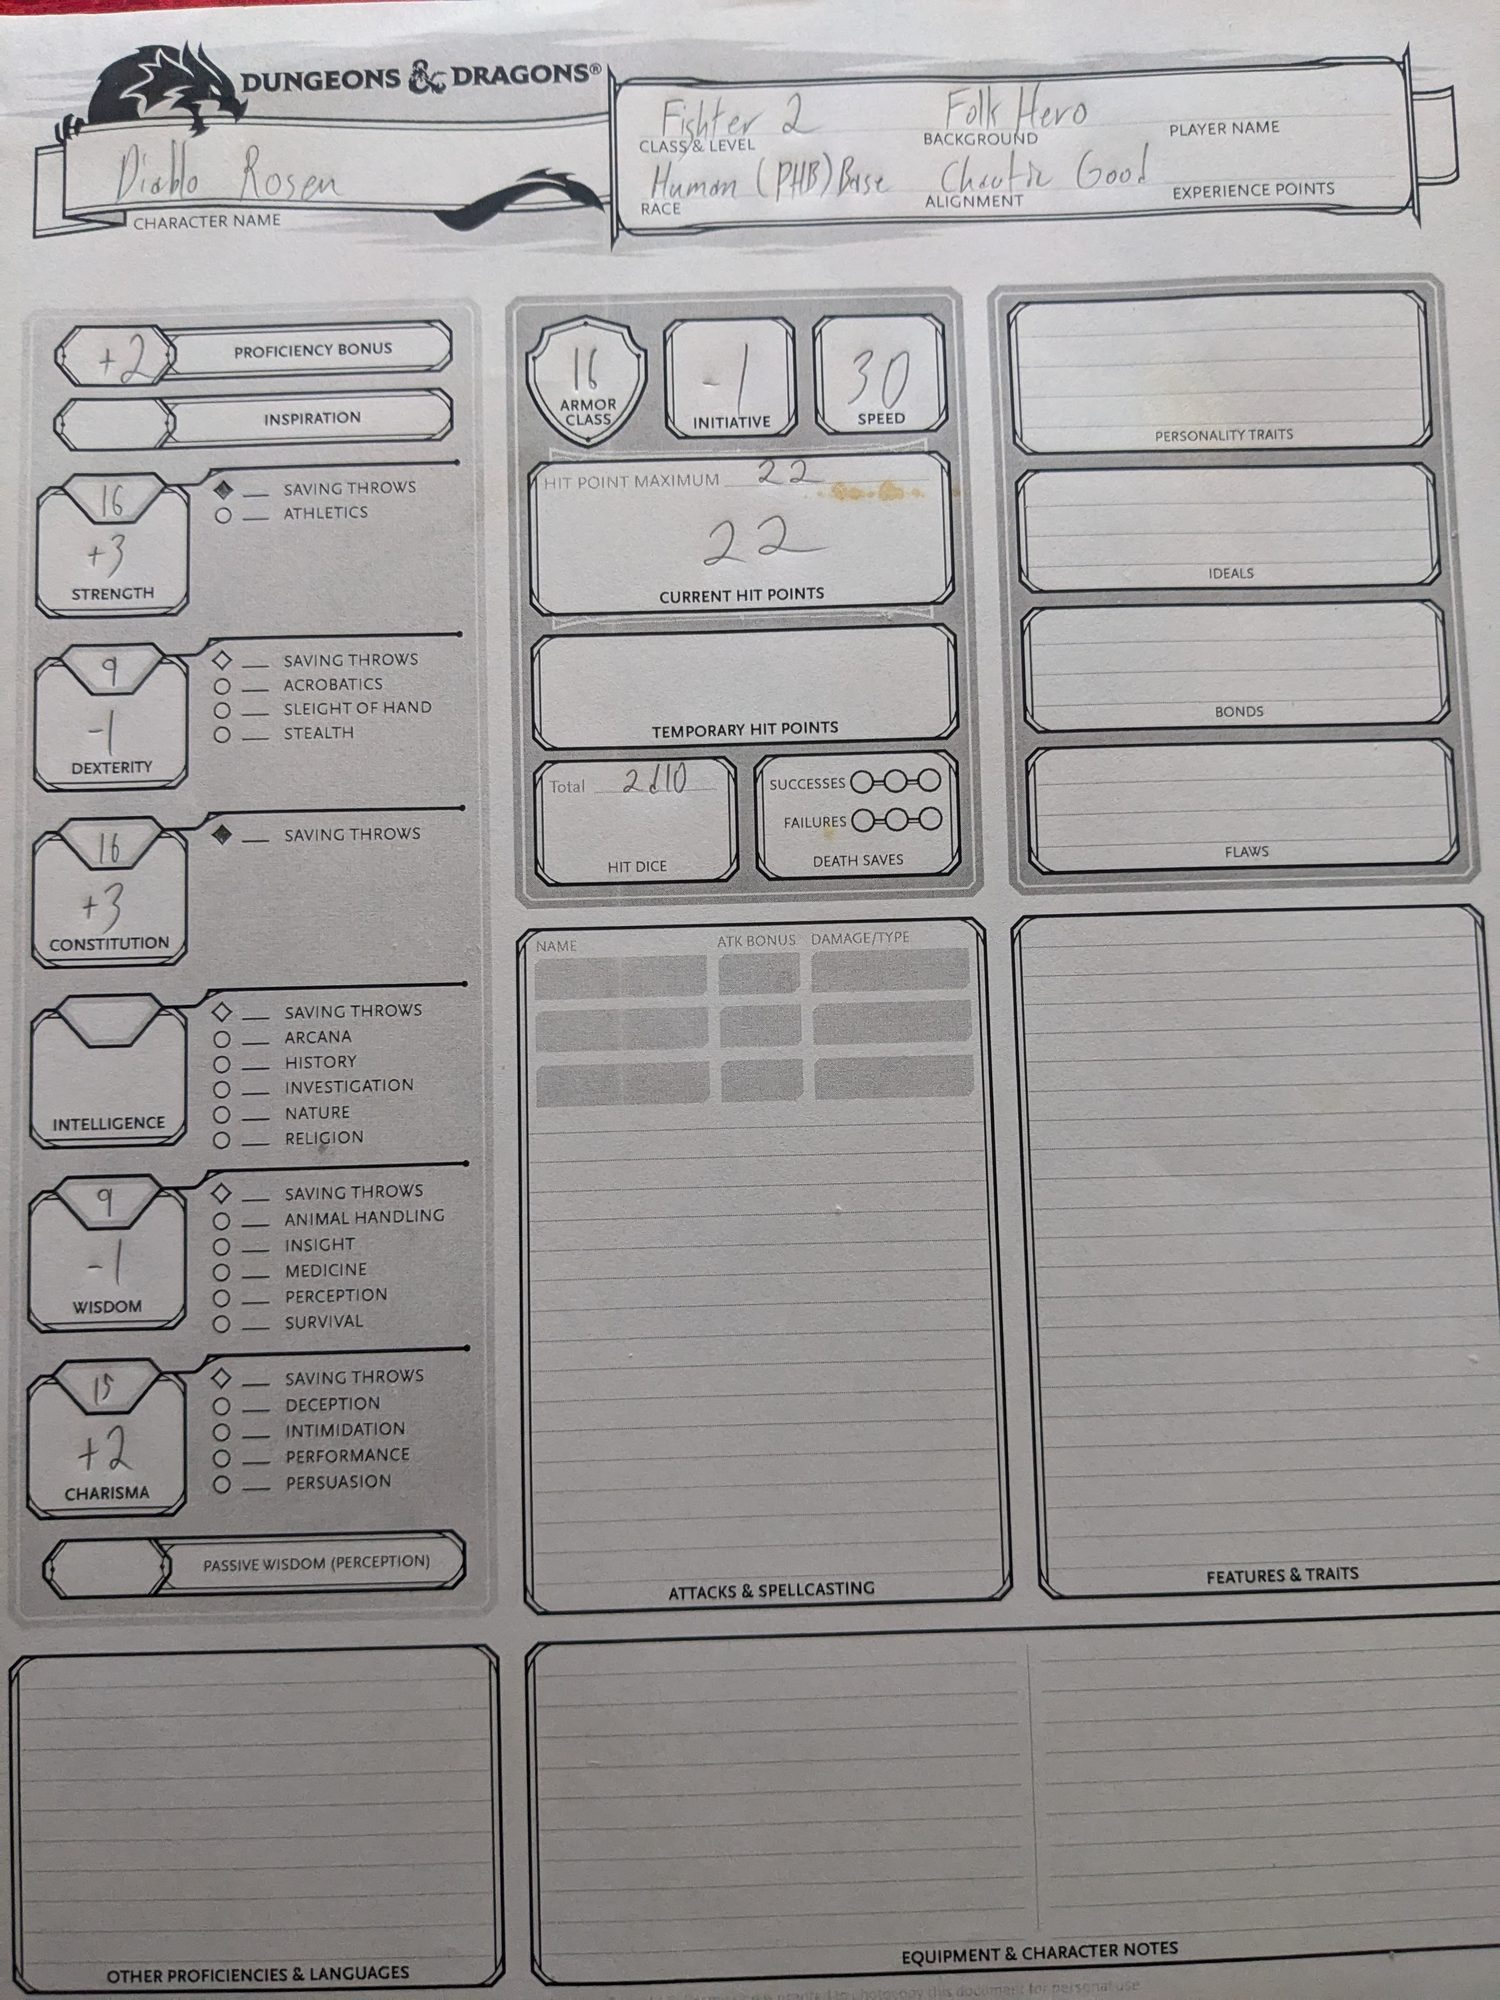 DUNGEONS & DRAGONS®
Diablo Rosen
CHARACTER NAME
Fighter 2
CLASS & LEVEL
Folk Hero
BACKGROUND
PLAYER NAME
Human (PHB) Base
RACE
Chaotic Good
ALIGNMENT
EXPERIENCE POINTS
+2 PROFICIENCY BONUS
INSPIRATION
16
+3
STRENGTH
SAVING THROWS
ATHLETICS
9
-1
DEXTERITY
SAVING THROWS
ACROBATICS
SLEIGHT OF HAND
STEALTH
16
+3
CONSTITUTION
SAVING THROWS
INTELLIGENCE
SAVING THROWS
ARCANA
HISTORY
INVESTIGATION
NATURE
RELIGION
9
-1
WISDOM
SAVING THROWS
ANIMAL HANDLING
INSIGHT
MEDICINE
PERCEPTION
SURVIVAL
15
+2
CHARISMA
SAVING THROWS
DECEPTION
INTIMIDATION
PERFORMANCE
PERSUASION
PASSIVE WISDOM (PERCEPTION)
OTHER PROFICIENCIES & LANGUAGES
16
ARMOR
CLASS
-1
INITIATIVE
30
SPEED
HIT POINT MAXIMUM 22
22
CURRENT HIT POINTS
TEMPORARY HIT POINTS
Total 2d10
HIT DICE
SUCCESSES
FAILURES
DEATH SAVES
NAME ATK BONUS DAMAGE/TYPE
ATTACKS & SPELLCASTING
PERSONALITY TRAITS
IDEALS
BONDS
FLAWS
FEATURES & TRAITS
EQUIPMENT & CHARACTER NOTES
photocopy this document for personal use